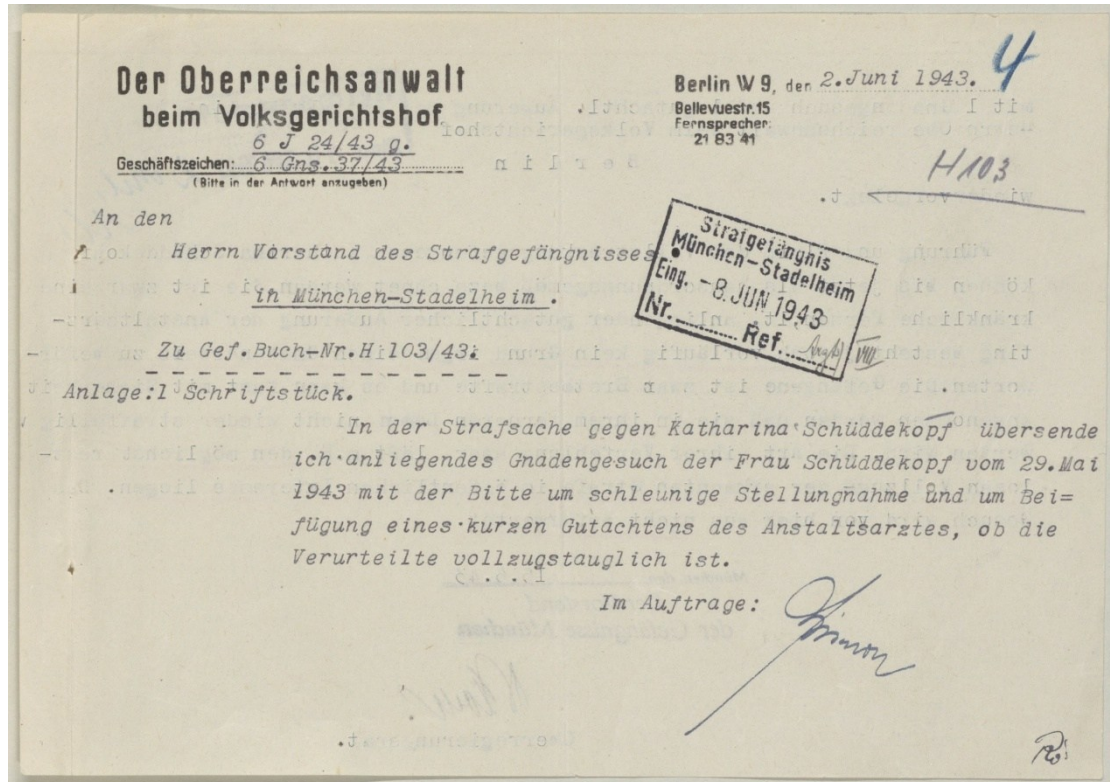 4
Der Oberreichsanwalt
beim Volksgerichtshof
6 J 24/43 g.
Geschäftszeichen: 6 Gns. 37/43
(Bitte in der Antwort anzugeben)
Berlin W 9, den 2. Juni 1943.
Bellevuestr. 15
Fernsprecher:
21 83 41
H 103
An den
Herrn Vorstand des Strafgefängnisses
in München-Stadelheim.
Strafgefängnis
München-Stadelheim
Eing. - 8. JUN 1943
Nr. ........ Ref. ........ VIII
Zu Gef.Buch-Nr.H 103/43.
Anlage:1 Schriftstück.
In der Strafsache gegen Katharina Schüddekopf übersende
ich anliegendes Gnadengesuch der Frau Schüddekopf vom 29.Mai
1943 mit der Bitte um schleunige Stellungnahme und um Bei=
fügung eines kurzen Gutachtens des Anstaltsarztes, ob die
Verurteilte vollzugstauglich ist.
Im Auftrage: